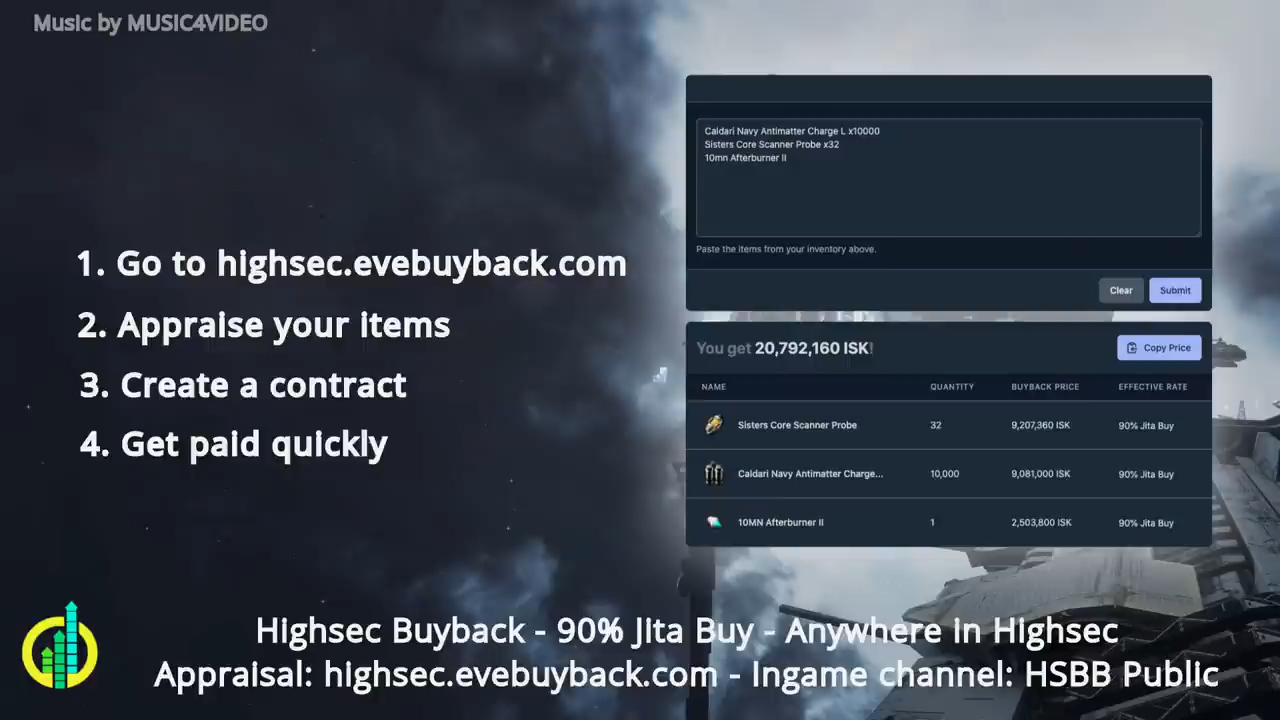 Music by MUSIC4VIDEO
1. Go to highsec.evebuyback.com
2. Appraise your items
3. Create a contract
4. Get paid quickly
Caldari Navy Antimatter Charge L x10000
Sisters Core Scanner Probe x32
10mn Afterburner II
Paste the items from your inventory above.
Clear Submit
You get 20,792,160 ISK! Copy Price
NAME QUANTITY BUYBACK PRICE EFFECTIVE RATE
Sisters Core Scanner Probe 32 9,207,360 ISK 90% Jita Buy
Caldari Navy Antimatter Charge... 10,000 9,081,000 ISK 90% Jita Buy
10MN Afterburner II 1 2,503,800 ISK 90% Jita Buy
Highsec Buyback - 90% Jita Buy - Anywhere in Highsec
Appraisal: highsec.evebuyback.com - Ingame channel: HSBB Public